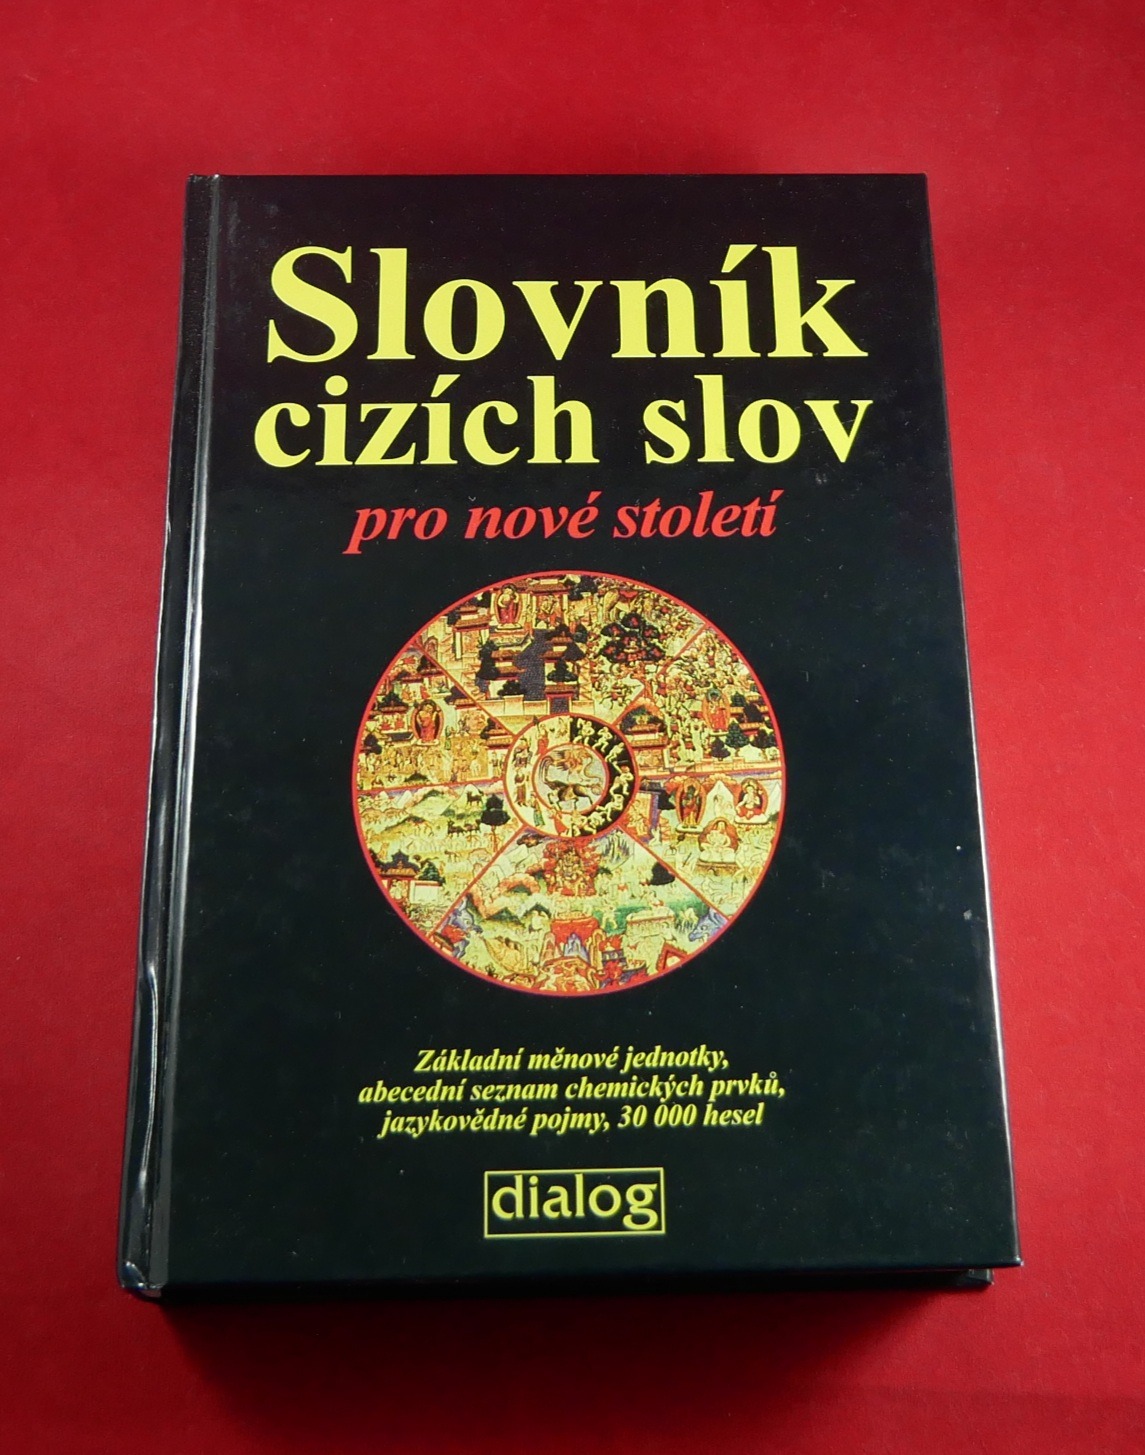 Slovník
cizích slov
pro nové století
Základní měnové jednotky,
abecední seznam chemických prvků,
jazykovědné pojmy, 30 000 hesel
dialog